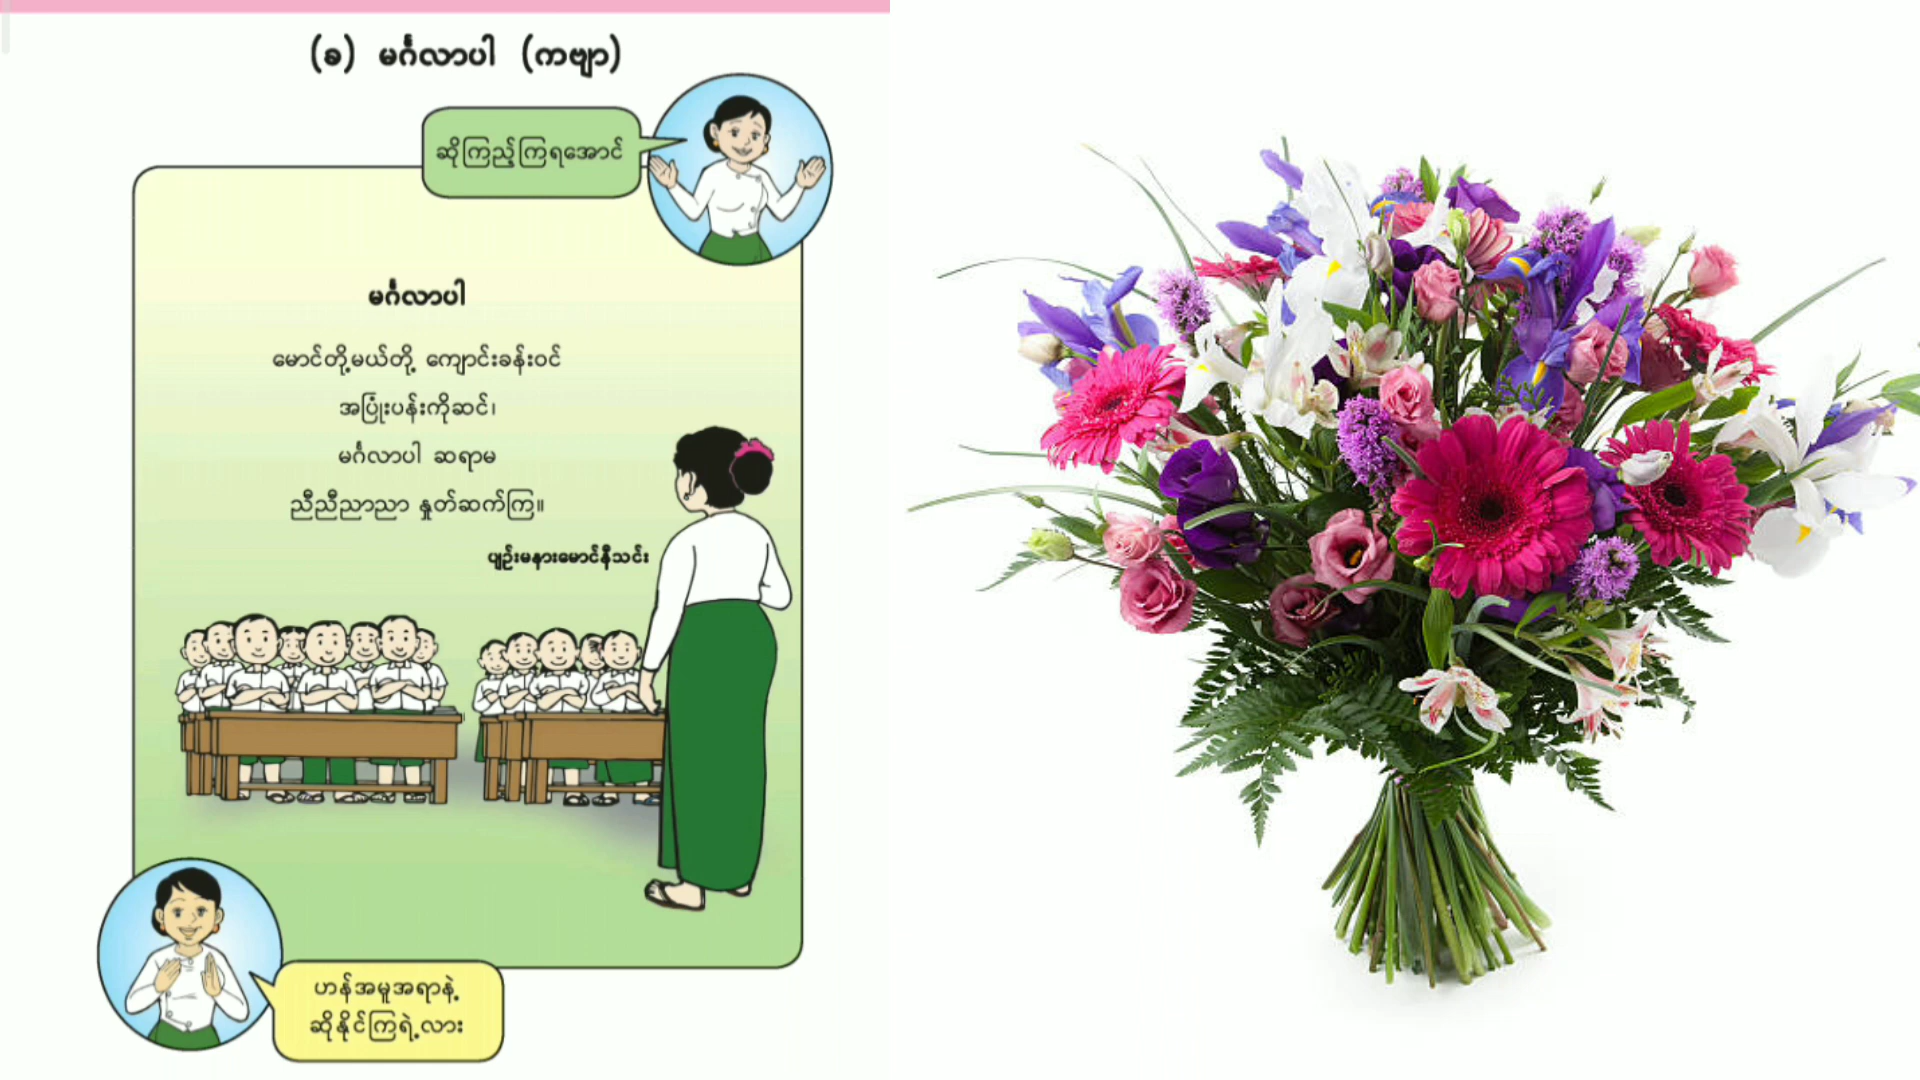 (ခ) မင်္ဂလာပါ (ကဗျာ)
ဆိုကြည့်ကြရအောင်
မင်္ဂလာပါ
မောင်တို့မယ်တို့ ကျောင်းခန်းဝင်
အပြုံးပန်းကိုဆင်၊
မင်္ဂလာပါ ဆရာမ
ညီညီညာညာ နှုတ်ဆက်ကြ။
ပျဉ်းမနားမောင်နီသင်း
ဟန်အမူအရာနဲ့
ဆိုနိုင်ကြရဲ့လား